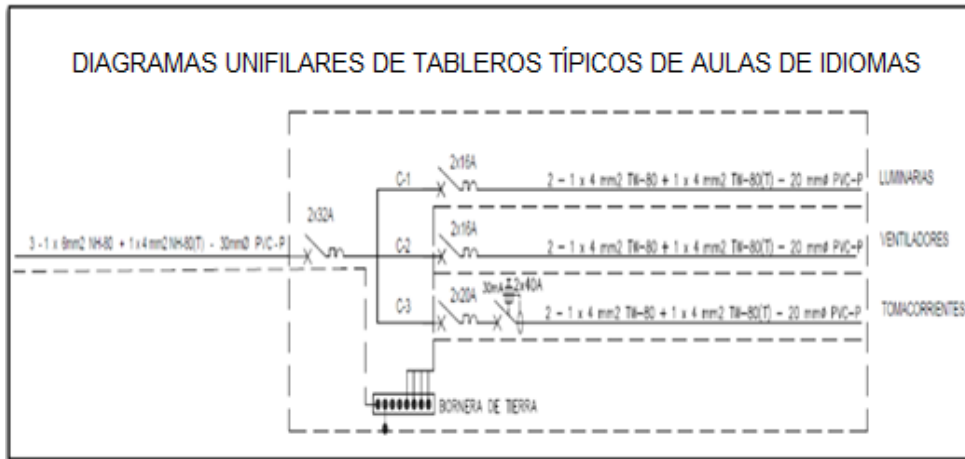 DIAGRAMAS UNIFILARES DE TABLEROS TÍPICOS DE AULAS DE IDIOMAS
2x16A
C-1
2 - 1 x 4 mm2 TW-80 + 1 x 4 mm2 TW-80(T) - 20 mmø PVC-P
LUMINARIAS
2x32A
2x16A
3 -1 x 6mm2 NH-80 + 1x4mm2 NH-80(T) - 30mmØ PVC-P
C-2
2 - 1 x 4 mm2 TW-80 + 1 x 4 mm2 TW-80(T) - 20 mmø PVC-P
VENTILADORES
2x20A
30mA
2x40A
C-3
2 - 1 x 4 mm2 TW-80 + 1 x 4 mm2 TW-80(T) - 20 mmø PVC-P
TOMACORRIENTES
BORNERA DE TIERRA